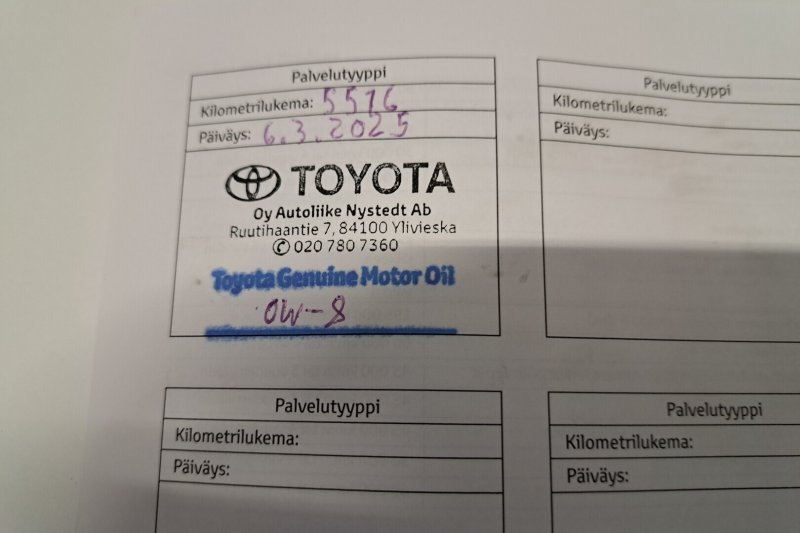 Palvelutyyppi
Kilometrilukema: 5516
Päiväys: 6.3.2025
TOYOTA
Oy Autoliike Nystedt Ab
Ruutihaantie 7, 84100 Ylivieska
✆ 020 780 7360
Toyota Genuine Motor Oil
0W-8
Palvelutyyppi
Kilometrilukema:
Päiväys:
Palvelutyyppi
Kilometrilukema:
Päiväys:
Palvelutyyppi
Kilometrilukema:
Päiväys: